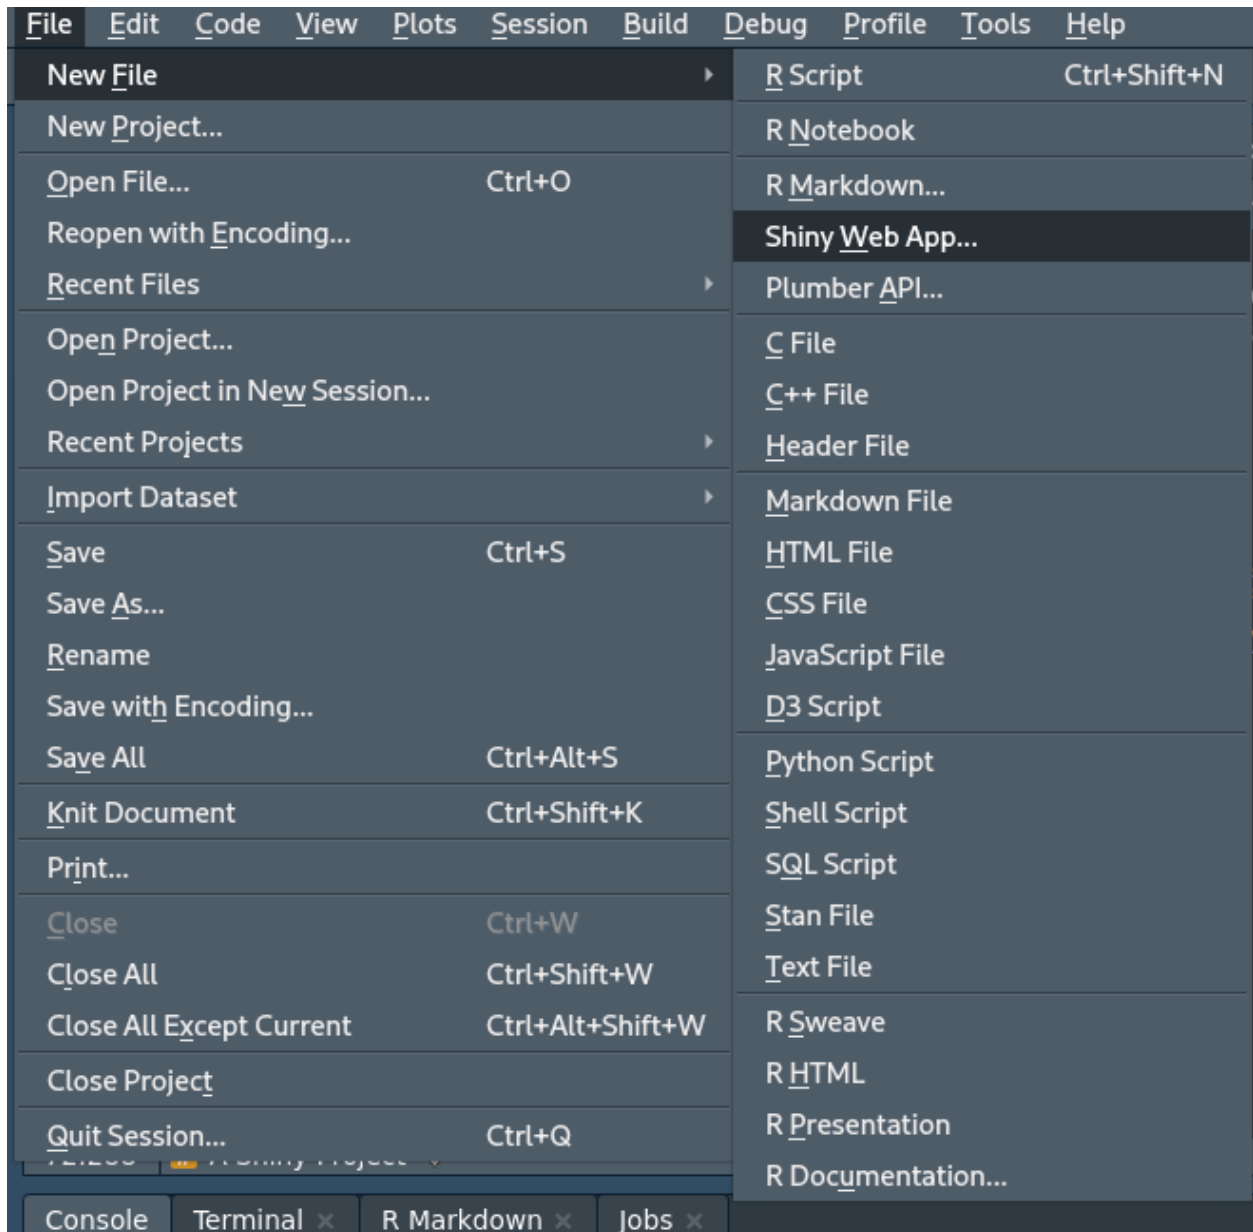 File Edit Code View Plots Session Build Debug Profile Tools Help
New File
New Project...
Open File... Ctrl+O
Reopen with Encoding...
Recent Files
Open Project...
Open Project in New Session...
Recent Projects
Import Dataset
Save Ctrl+S
Save As...
Rename
Save with Encoding...
Save All Ctrl+Alt+S
Knit Document Ctrl+Shift+K
Print...
Close Ctrl+W
Close All Ctrl+Shift+W
Close All Except Current Ctrl+Alt+Shift+W
Close Project
Quit Session... Ctrl+Q
R Script Ctrl+Shift+N
R Notebook
R Markdown...
Shiny Web App...
Plumber API...
C File
C++ File
Header File
Markdown File
HTML File
CSS File
JavaScript File
D3 Script
Python Script
Shell Script
SQL Script
Stan File
Text File
R Sweave
R HTML
R Presentation
R Documentation...
A Shiny Project
Console Terminal R Markdown Jobs